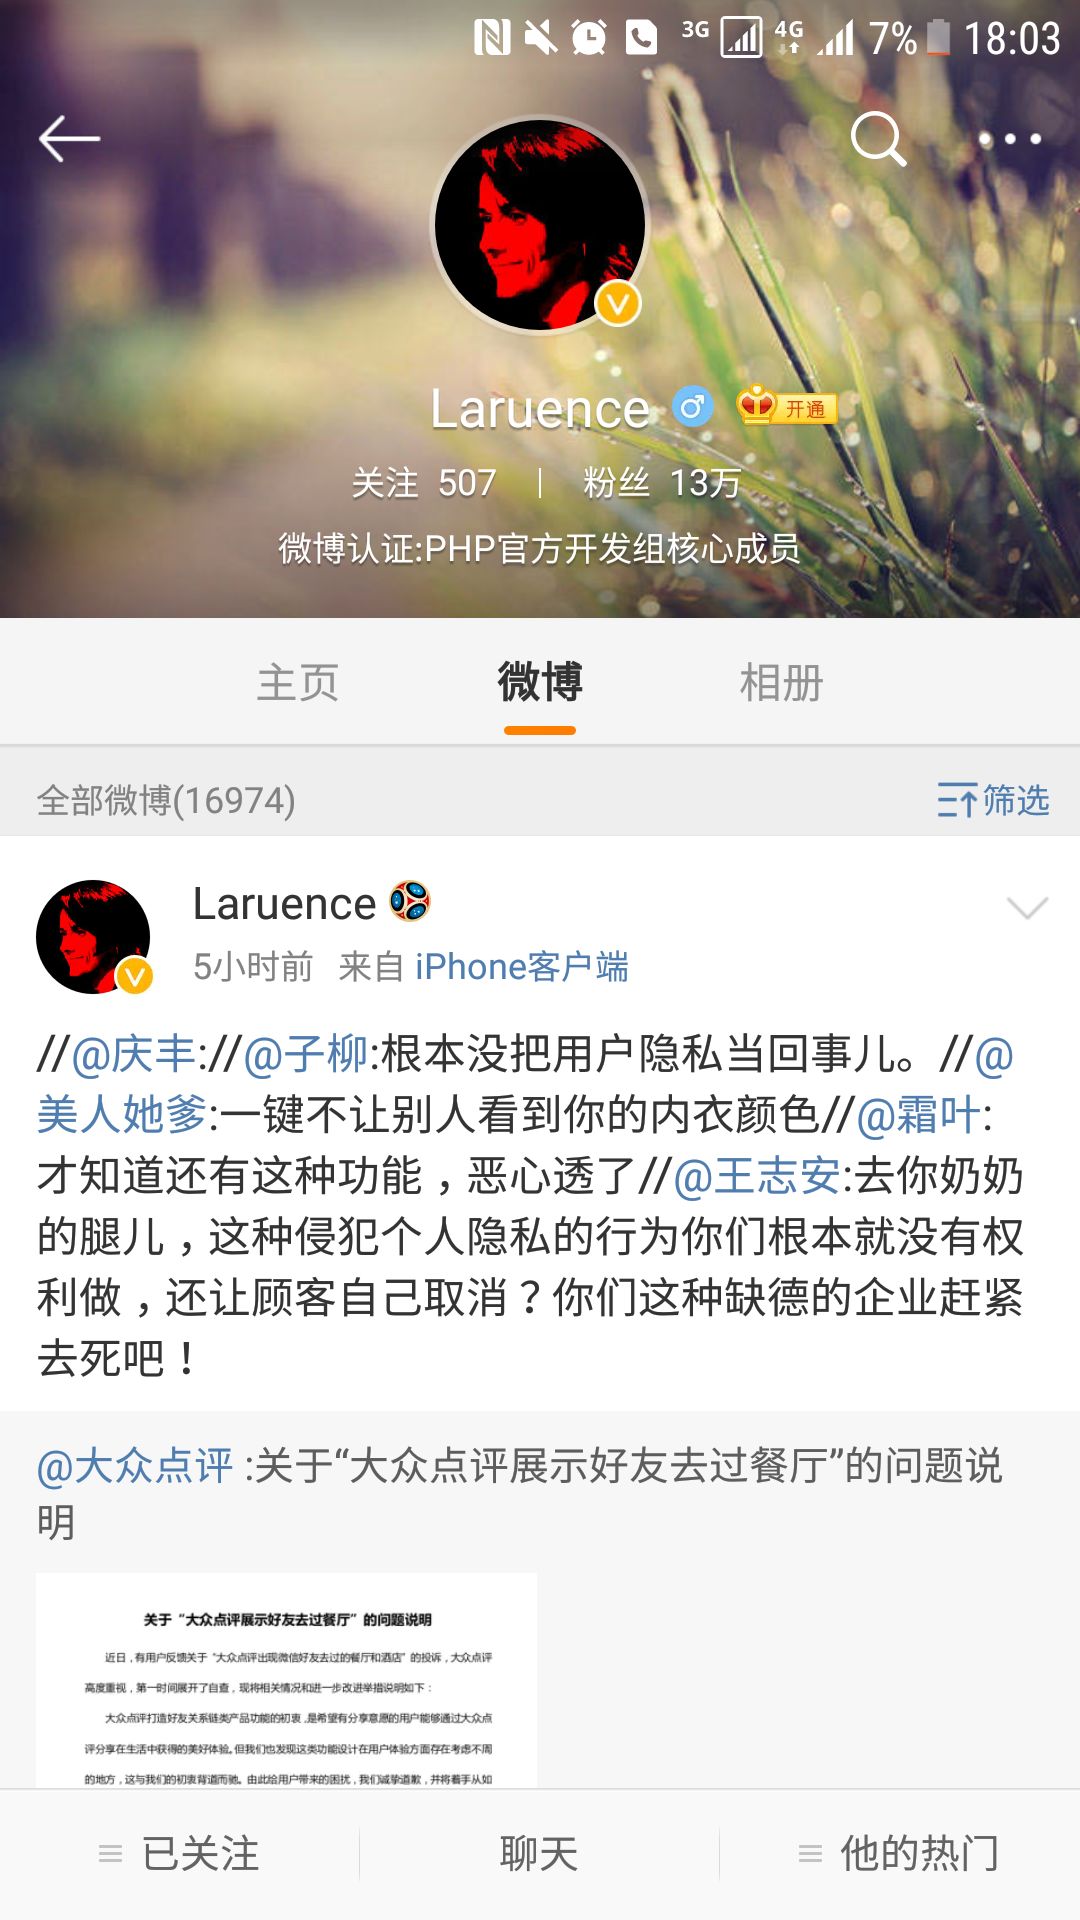 3G 4G 7% 18:03
Laruence 开通
关注 507 | 粉丝 13万
微博认证:PHP官方开发组核心成员
主页 微博 相册
全部微博(16974) 筛选
Laruence
5小时前 来自 iPhone客户端
//@庆丰://@子柳:根本没把用户隐私当回事儿。//@
美人她爹:一键不让别人看到你的内衣颜色//@霜叶:
才知道还有这种功能，恶心透了//@王志安:去你奶奶
的腿儿，这种侵犯个人隐私的行为你们根本就没有权
利做，还让顾客自己取消？你们这种缺德的企业赶紧
去死吧！
@大众点评 :关于“大众点评展示好友去过餐厅”的问题说
明
关于“大众点评展示好友去过餐厅”的问题说明
近日，有用户反馈关于“大众点评出现微信好友去过的餐厅和酒店”的投诉，大众点评
高度重视，第一时间展开了自查，现将相关情况和进一步改进举措说明如下：
大众点评打造好友关系链类产品功能的初衷，是希望有分享意愿的用户能够通过大众点
评分享在生活中获得的美好体验。但我们也发现这类功能设计在用户体验方面存在考虑不周
的地方，这与我们的初衷背道而驰。由此给用户带来的困扰，我们诚挚道歉，并将着手从如
已关注 聊天 他的热门